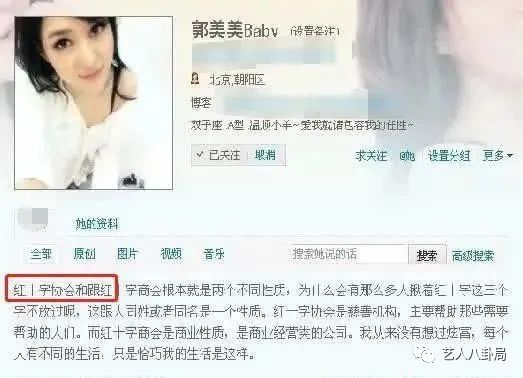 郭美美Baby (设置备注)
北京,朝阳区
博客
双子座 A型 温顺小羊~爱我就请包容我的任性~
已关注 | 取消 求关注 @她 设置分组 更多
她的资料
全部 原创 图片 视频 音乐 搜索她说的话 搜索 高级搜索
红十字协会和跟红十字商会根本就是两个不同性质，为什么会有那么多人揪着红十字这三个
字不放过呢，这跟人同姓或者同名是一个性质。红十字协会是慈善机构，主要帮助那些需要
帮助的人们。而红十字商会是商业性质，是商业经营类的公司。我从来没有想过炫富，每个
人有不同的生活，只是恰巧我的生活是这样。
艺人八卦局